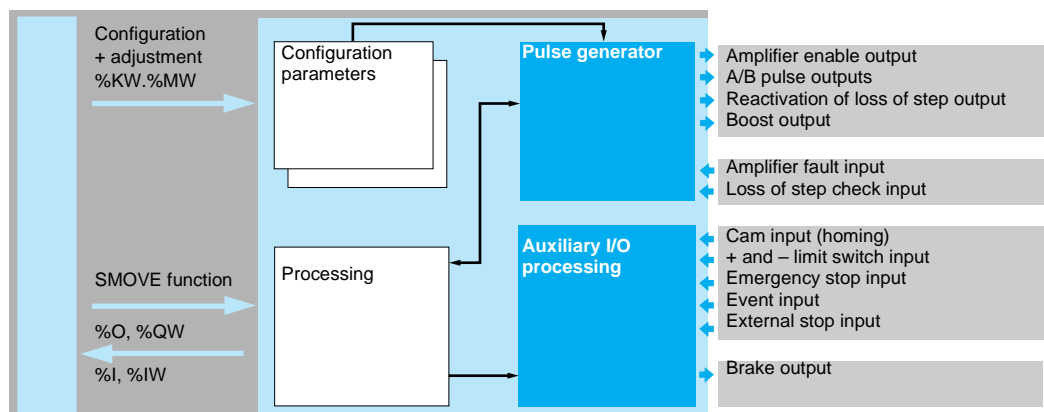 Configuration
+ adjustment
%KW.%MW
Configuration
parameters
Pulse generator
Amplifier enable output
A/B pulse outputs
Reactivation of loss of step output
Boost output
Amplifier fault input
Loss of step check input
SMOVE function
%O, %QW
%I, %IW
Processing
Auxiliary I/O
processing
Cam input (homing)
+ and – limit switch input
Emergency stop input
Event input
External stop input
Brake output